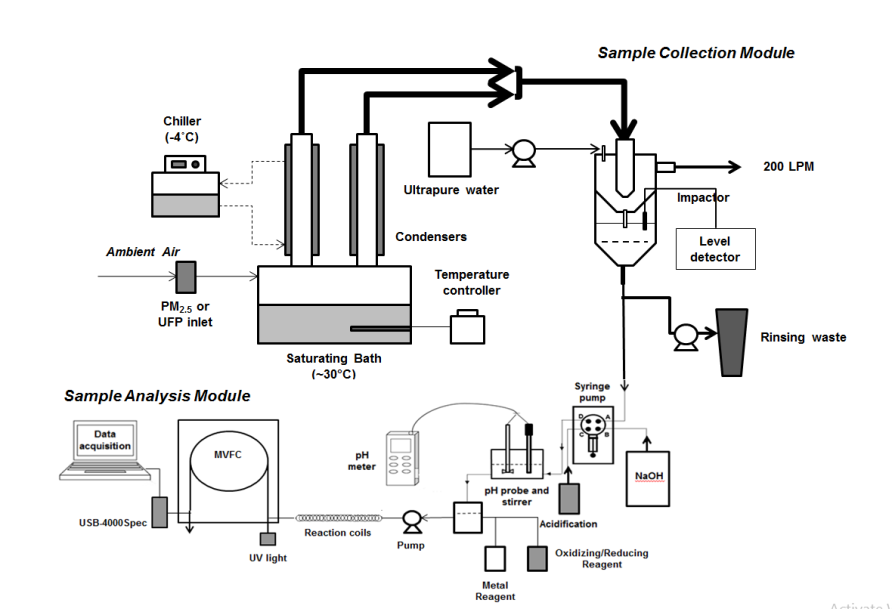 Sample Collection Module
Chiller
(-4˚C)
200 LPM
Ultrapure water
Impactor
Condensers
Level
detector
Ambient Air
Temperature
controller
PM2.5 or
UFP inlet
Rinsing waste
Saturating Bath
(~30°C)
Sample Analysis Module
Syringe
pump
D A
C B
Data
acquisition
MVFC
pH
meter
NaOH
pH probe and
stirrer
USB-4000Spec
Acidification
Reaction coils
Pump
UV light
Oxidizing/Reducing
Reagent
Metal
Reagent